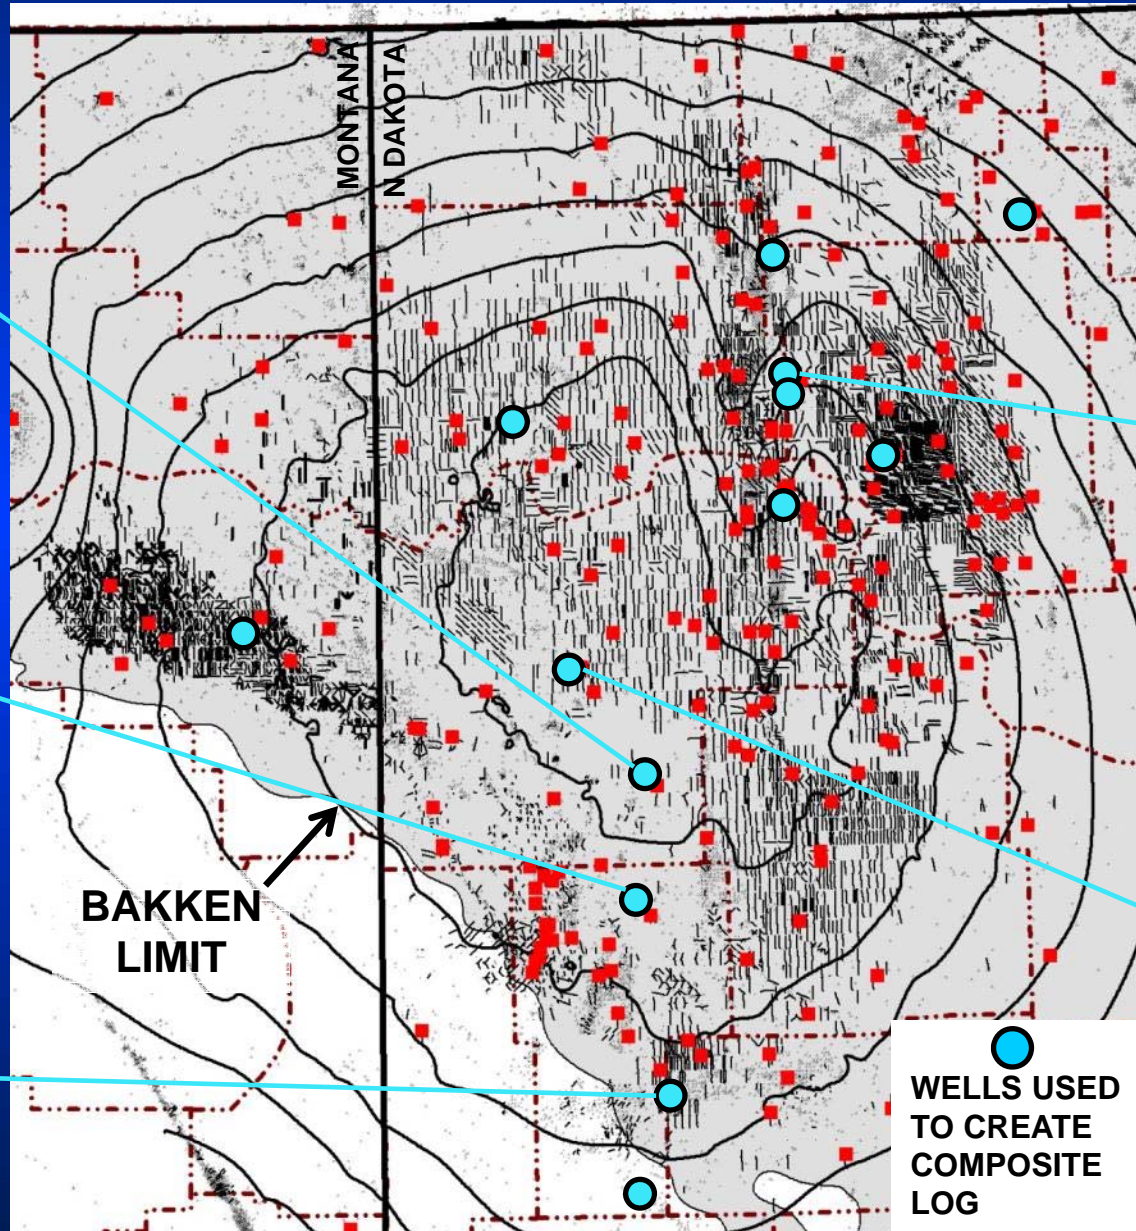 MONTANA
N DAKOTA
BAKKEN
LIMIT
WELLS USED
TO CREATE
COMPOSITE
LOG